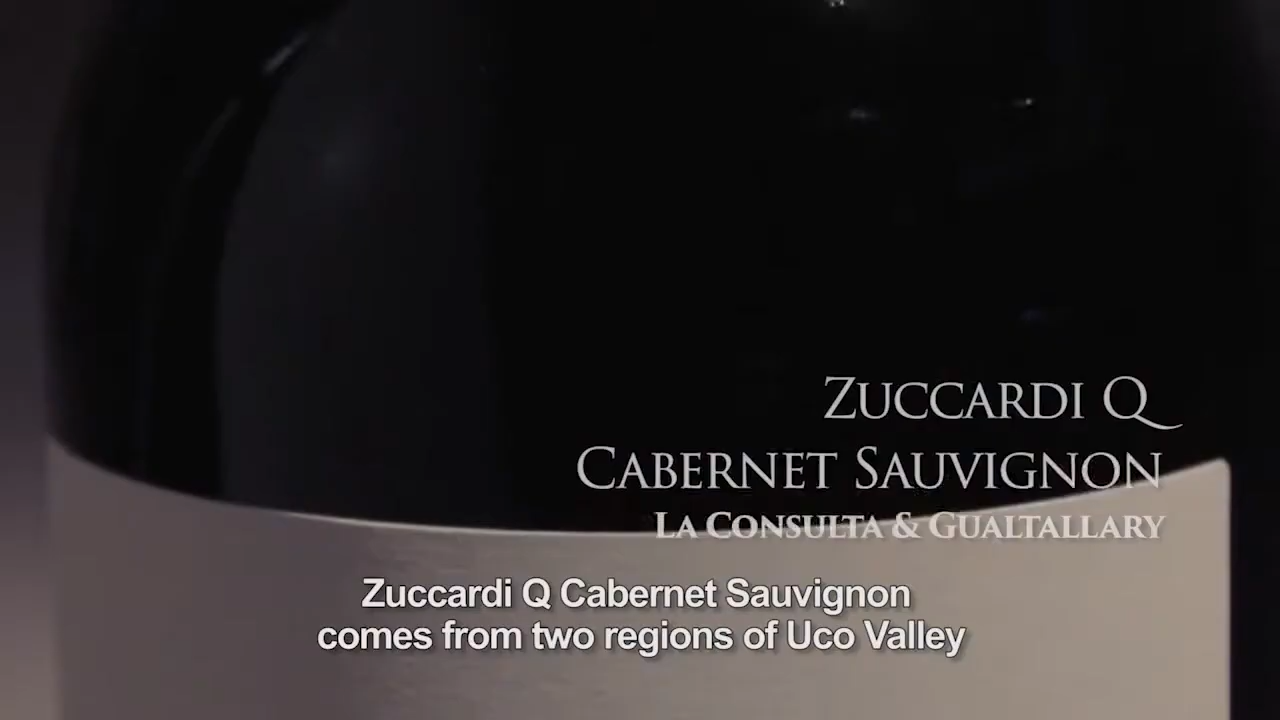 Zuccardi Q
Cabernet Sauvignon
La Consulta & Gualtallary
Zuccardi Q Cabernet Sauvignon
comes from two regions of Uco Valley